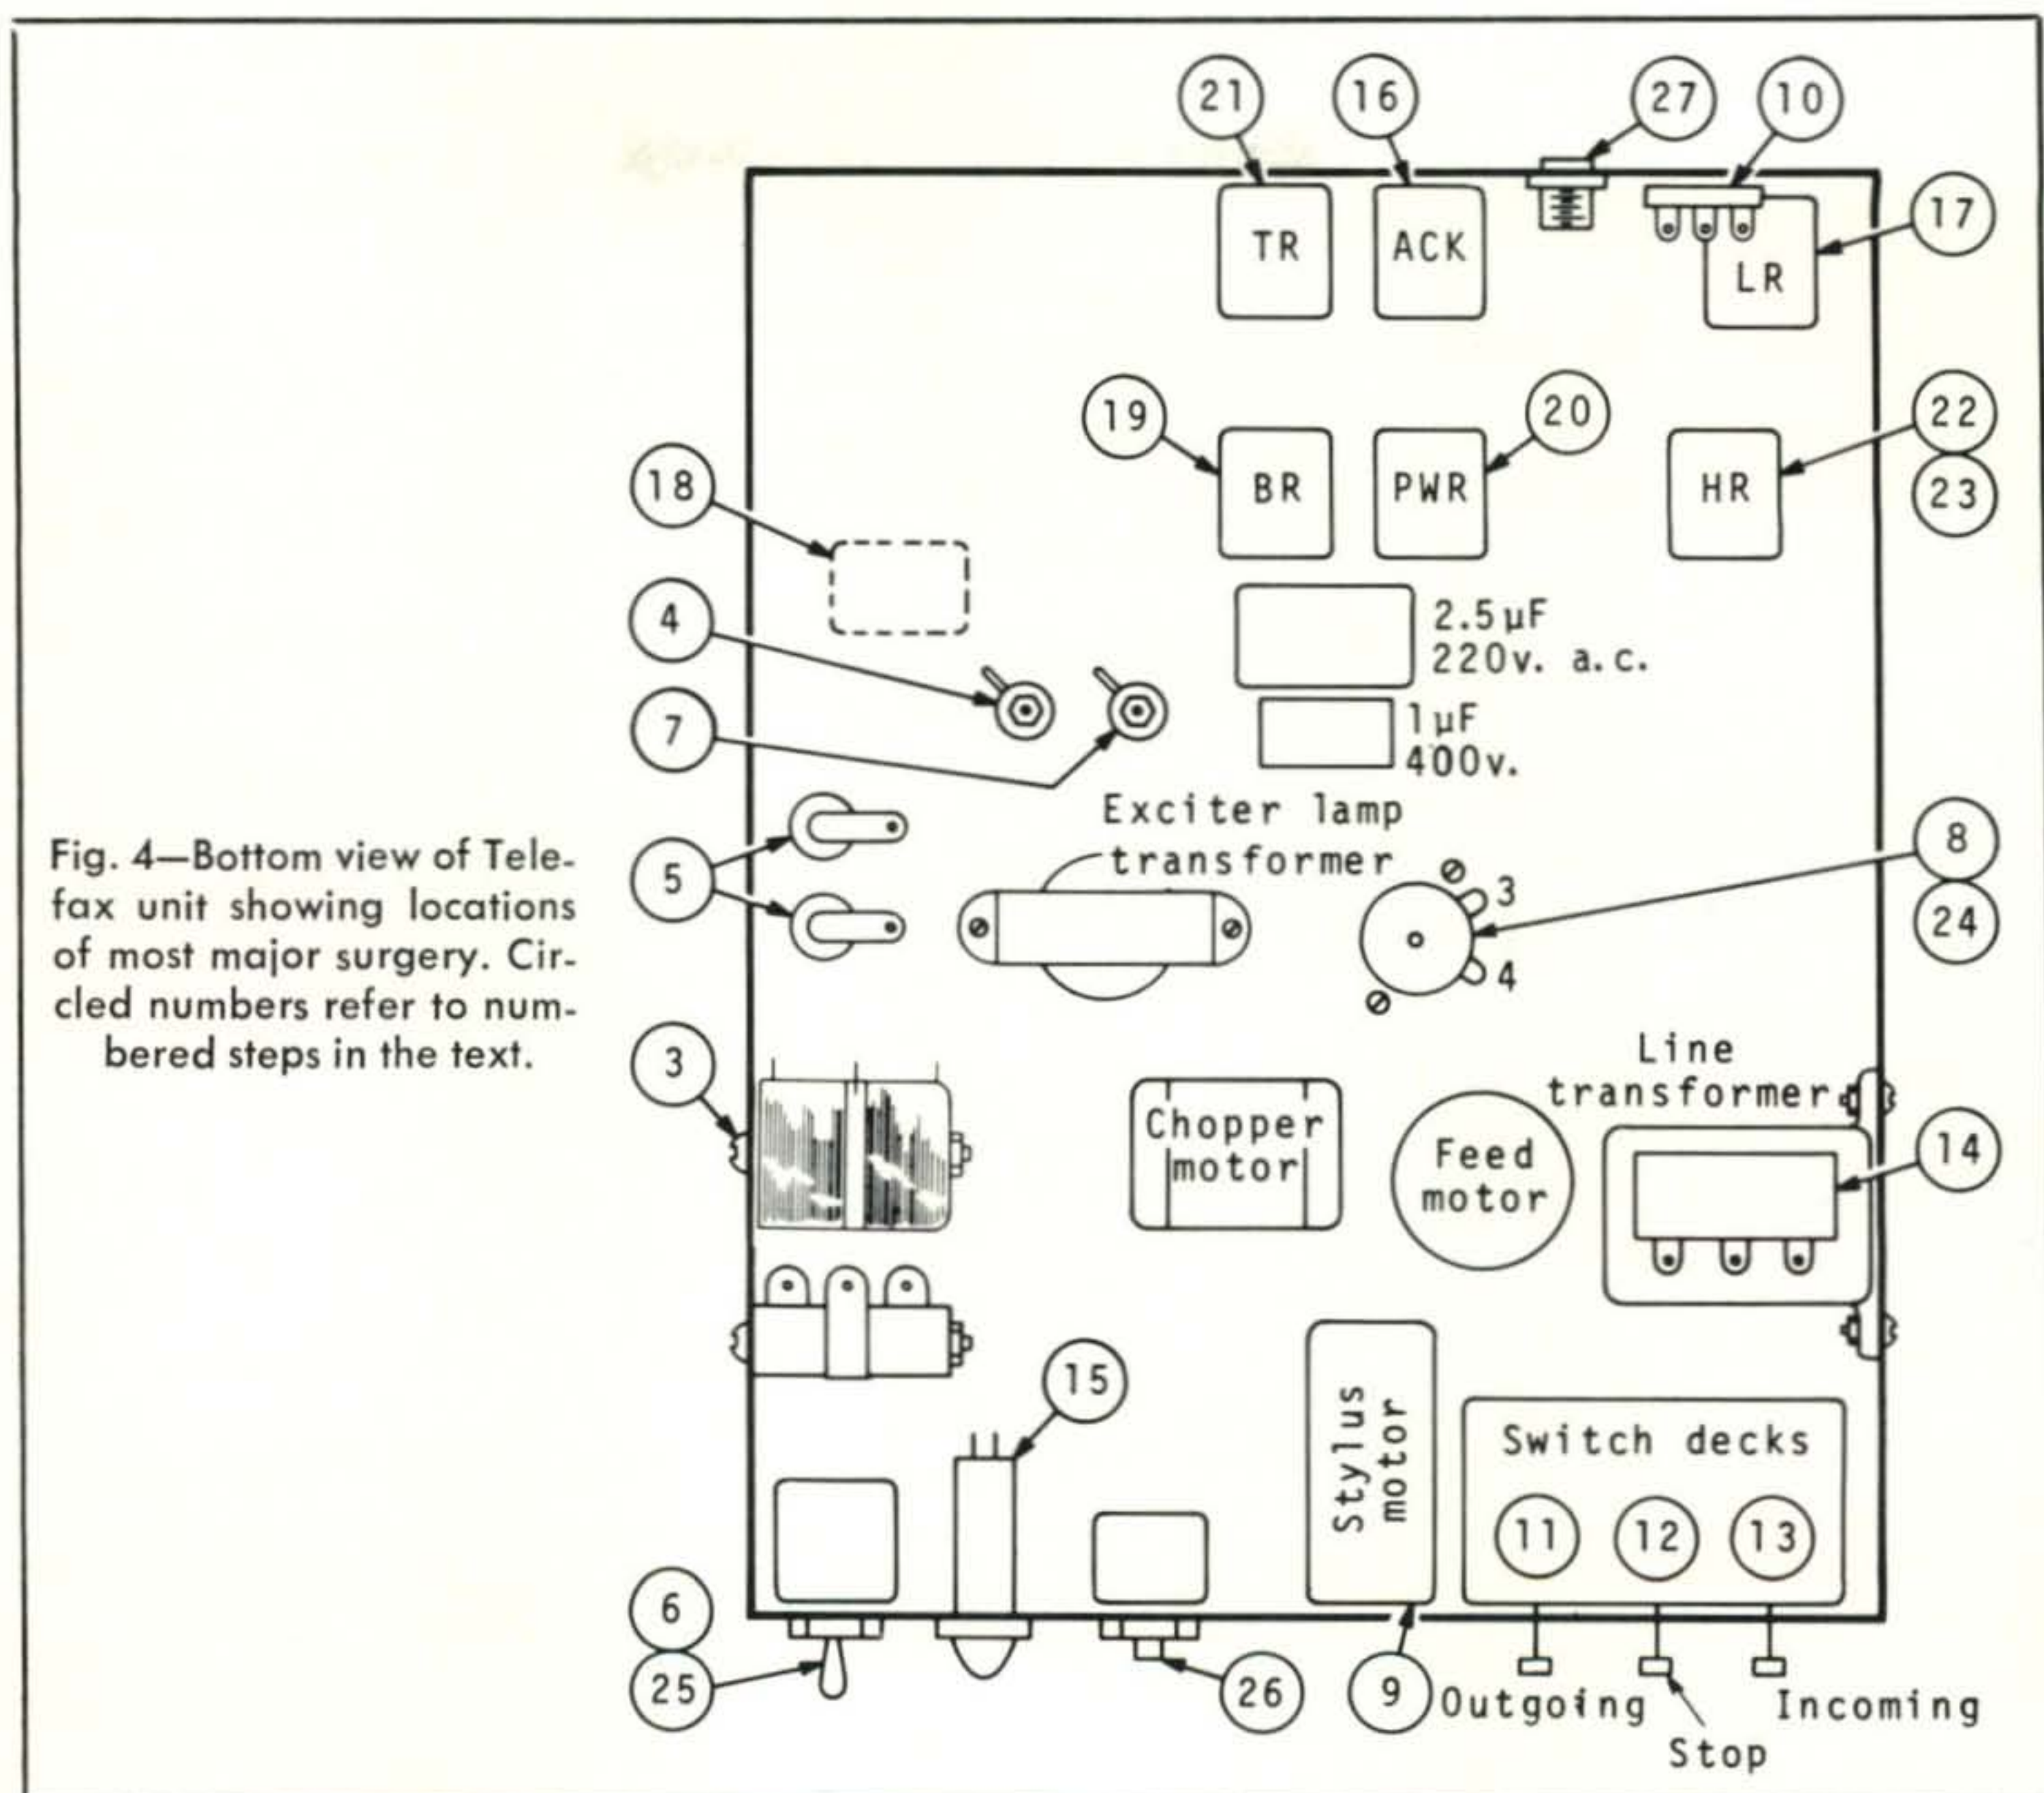 21 16 27 10
17
TR ACK LR
19 20 22
18 BR PWR HR 23
4 2.5µF
220v. a.c.
7 1µF
400v.
Exciter lamp
transformer
8
3
24
4
5
Fig. 4—Bottom view of Tele-
fax unit showing locations
of most major surgery. Cir-
cled numbers refer to num-
bered steps in the text.
3
Line
transformer
Chopper
motor
Feed
motor
14
15
Stylus
motor
Switch decks
11 12 13
6
25
26
9
Outgoing
Stop
Incoming